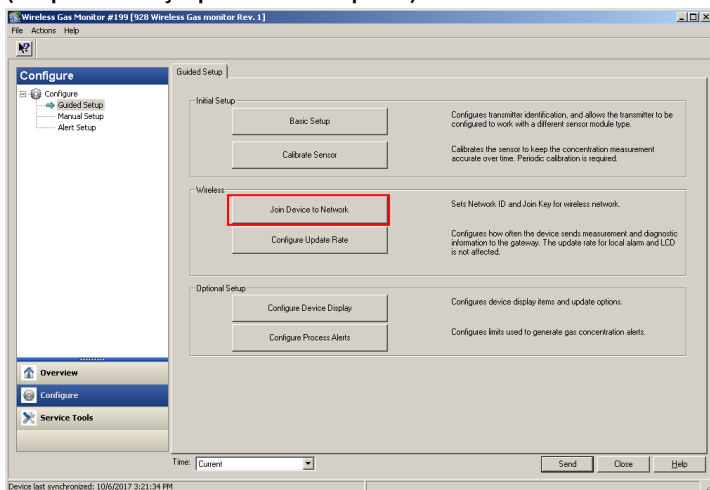 Wireless Gas Monitor #199 [928 Wireless Gas monitor Rev. 1]
File Actions Help
Configure
Guided Setup
Configure
Guided Setup
Manual Setup
Alert Setup
Initial Setup
Basic Setup
Configures transmitter identification, and allows the transmitter to be
configured to work with a different sensor module type.
Calibrate Sensor
Calibrates the sensor to keep the concentration measurement
accurate over time. Periodic calibration is required.
Wireless
Join Device to Network
Sets Network ID and Join Key for wireless network.
Configure Update Rate
Configures how often the device sends measurement and diagnostic
information to the gateway. The update rate for local alarm and LCD
is not affected.
Optional Setup
Configure Device Display
Configures device display items and update options.
Configure Process Alerts
Configures limits used to generate gas concentration alerts.
Overview
Configure
Service Tools
Time: Current
Send Close Help
Device last synchronized: 10/6/2017 3:21:34 PM